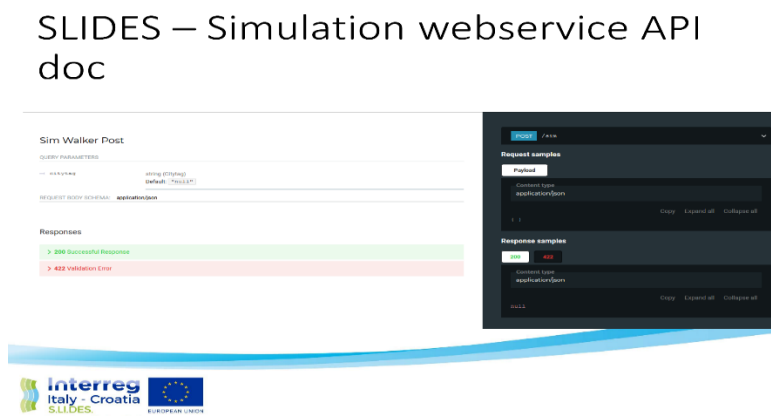 SLIDES – Simulation webservice API
doc
Sim Walker Post
QUERY PARAMETERS
citytag
string (Citytag)
Default: "null"
REQUEST BODY SCHEMA: application/json
Responses
> 200 Successful Response
> 422 Validation Error
POST /sim
Request samples
Payload
Content type
application/json
Copy Expand all Collapse all
{ }
Response samples
200 422
Content type
application/json
Copy Expand all Collapse all
null
Interreg
Italy - Croatia
S.LI.DES.
EUROPEAN UNION